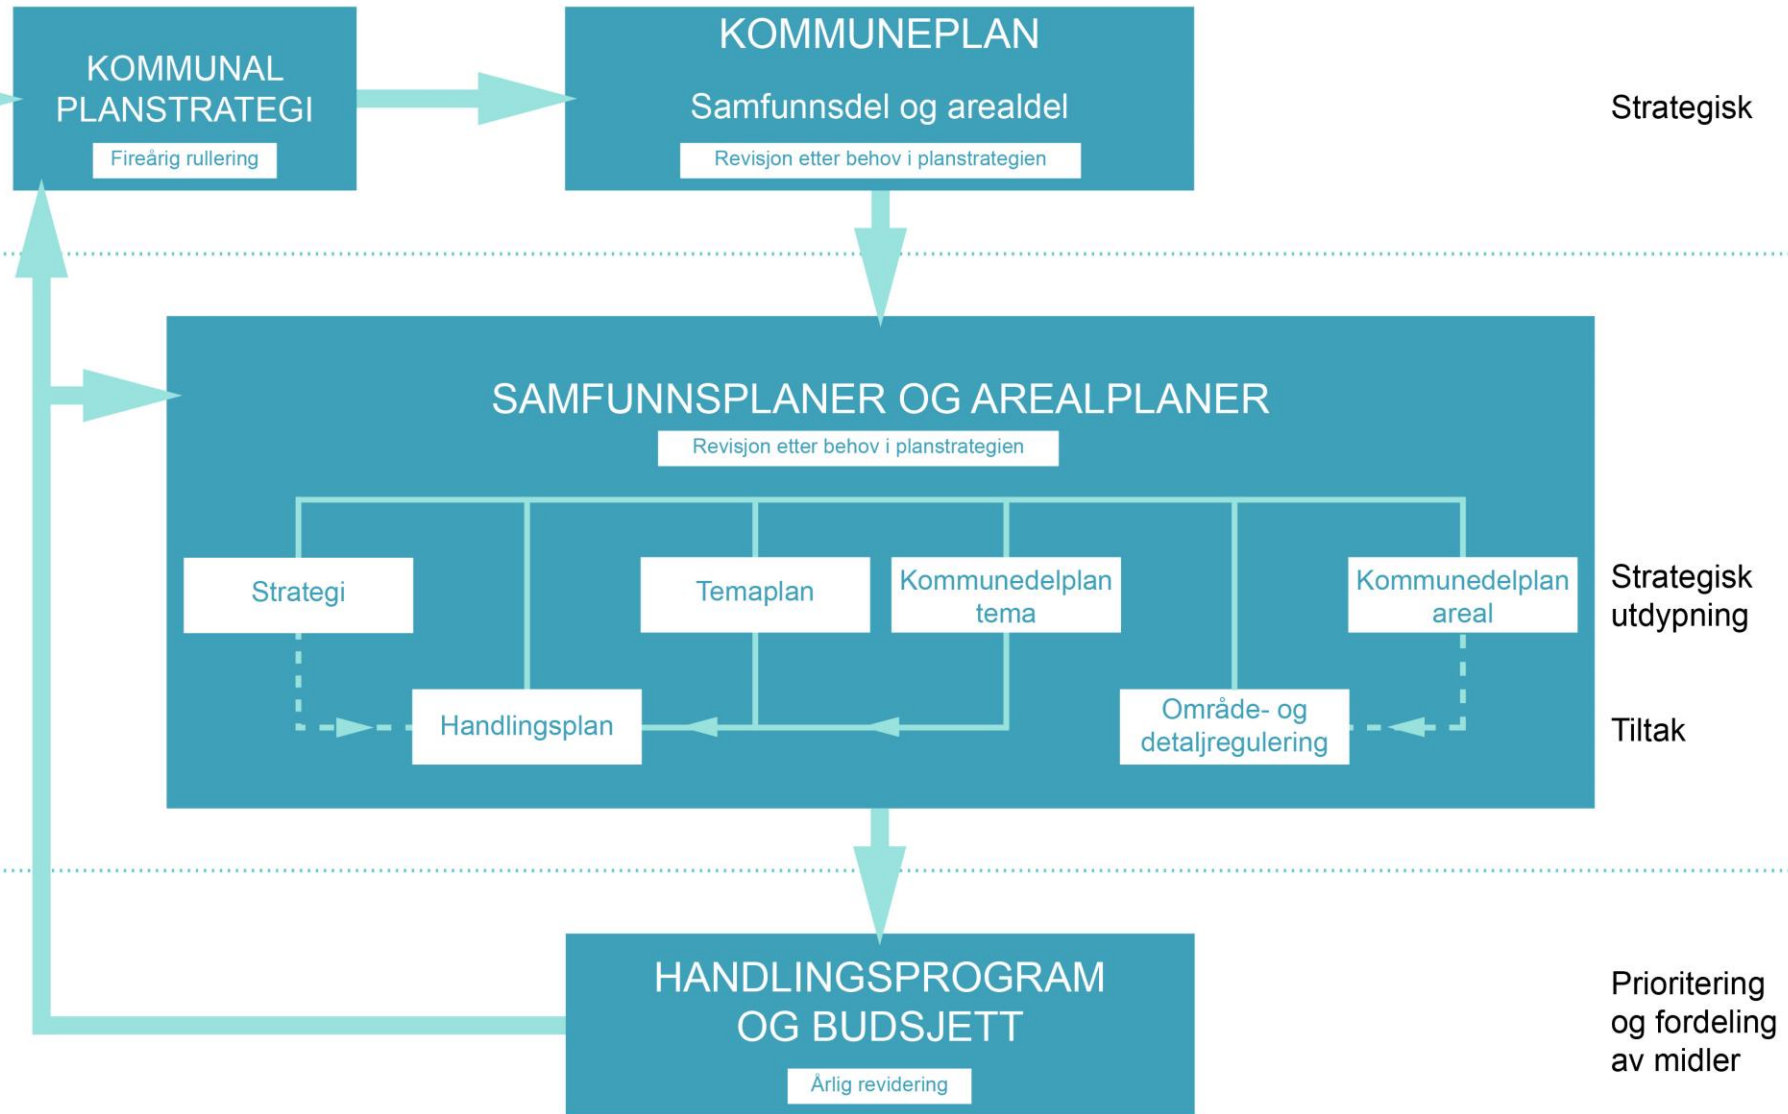 KOMMUNAL
PLANSTRATEGI
Fireårig rullering
KOMMUNEPLAN
Samfunnsdel og arealdel
Revisjon etter behov i planstrategien
Strategisk
SAMFUNNSPLANER OG AREALPLANER
Revisjon etter behov i planstrategien
Strategi
Temaplan
Kommunedelplan
tema
Kommunedelplan
areal
Strategisk
utdypning
Handlingsplan
Område- og
detaljregulering
Tiltak
HANDLINGSPROGRAM
OG BUDSJETT
Årlig revidering
Prioritering
og fordeling
av midler